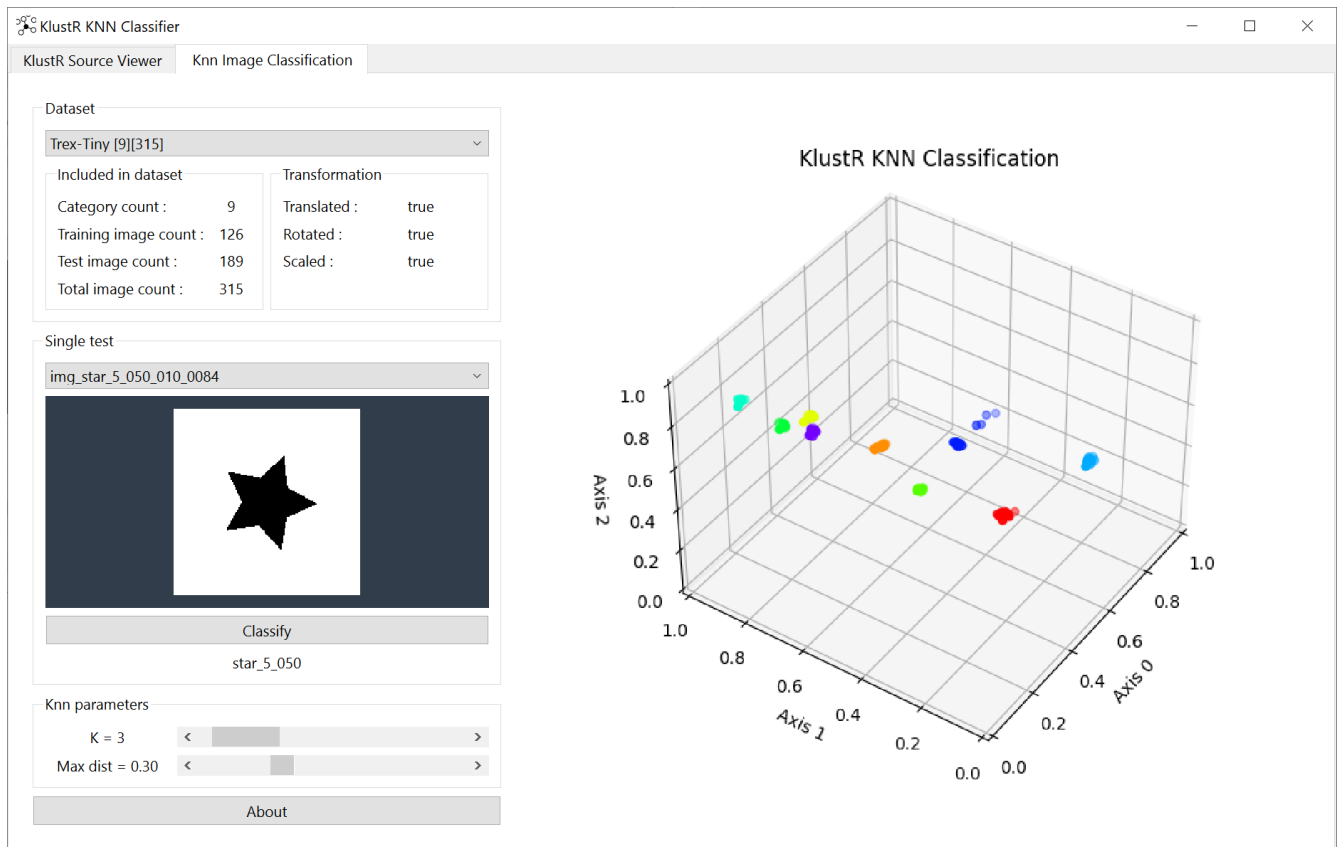 KlustR KNN Classifier
KlustR Source Viewer
Knn Image Classification
Dataset
Trex-Tiny [9][315]
Included in dataset
Category count : 9
Training image count : 126
Test image count : 189
Total image count : 315
Transformation
Translated : true
Rotated : true
Scaled : true
Single test
img_star_5_050_010_0084
Classify
star_5_050
Knn parameters
K = 3
Max dist = 0.30
About
KlustR KNN Classification
1.0
0.8
0.6
0.4
0.2
0.0
Axis 2
1.0
0.8
0.6
0.4
0.2
0.0
Axis 1
0.0
0.2
0.4
0.6
0.8
1.0
Axis 0